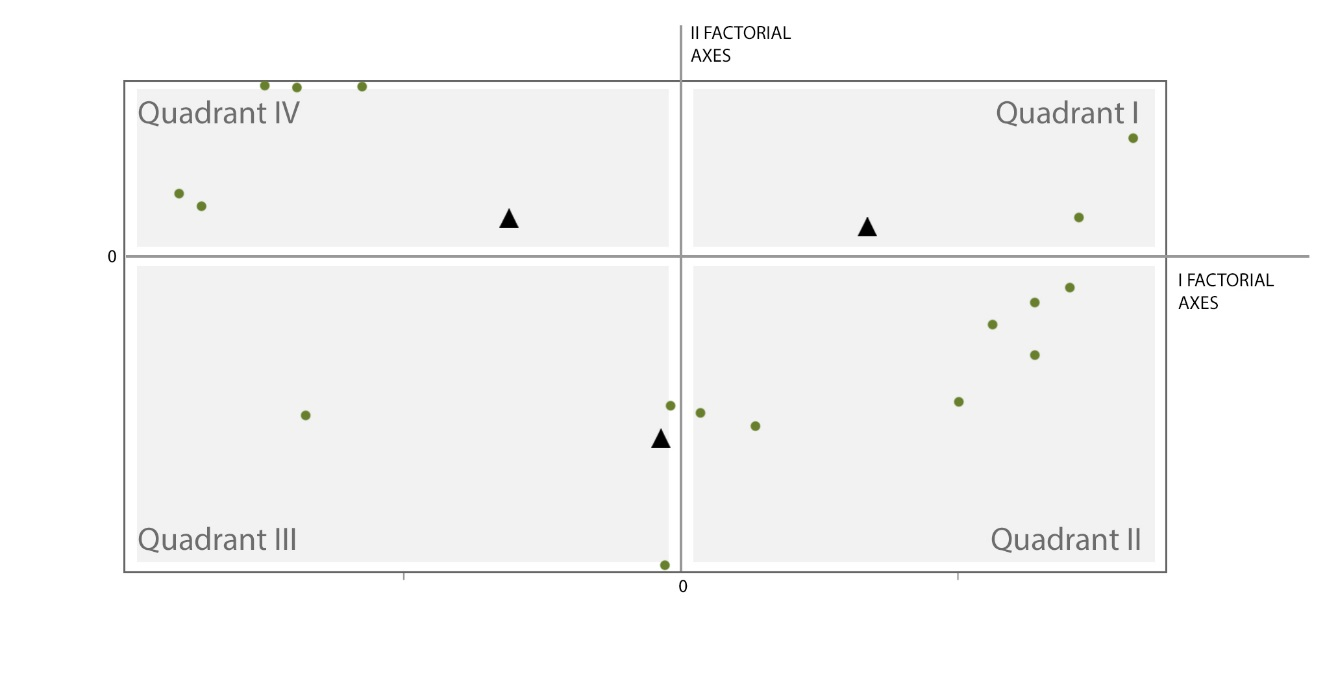 II FACTORIAL
AXES
Quadrant IV
Quadrant I
0
I FACTORIAL
AXES
Quadrant III
Quadrant II
0